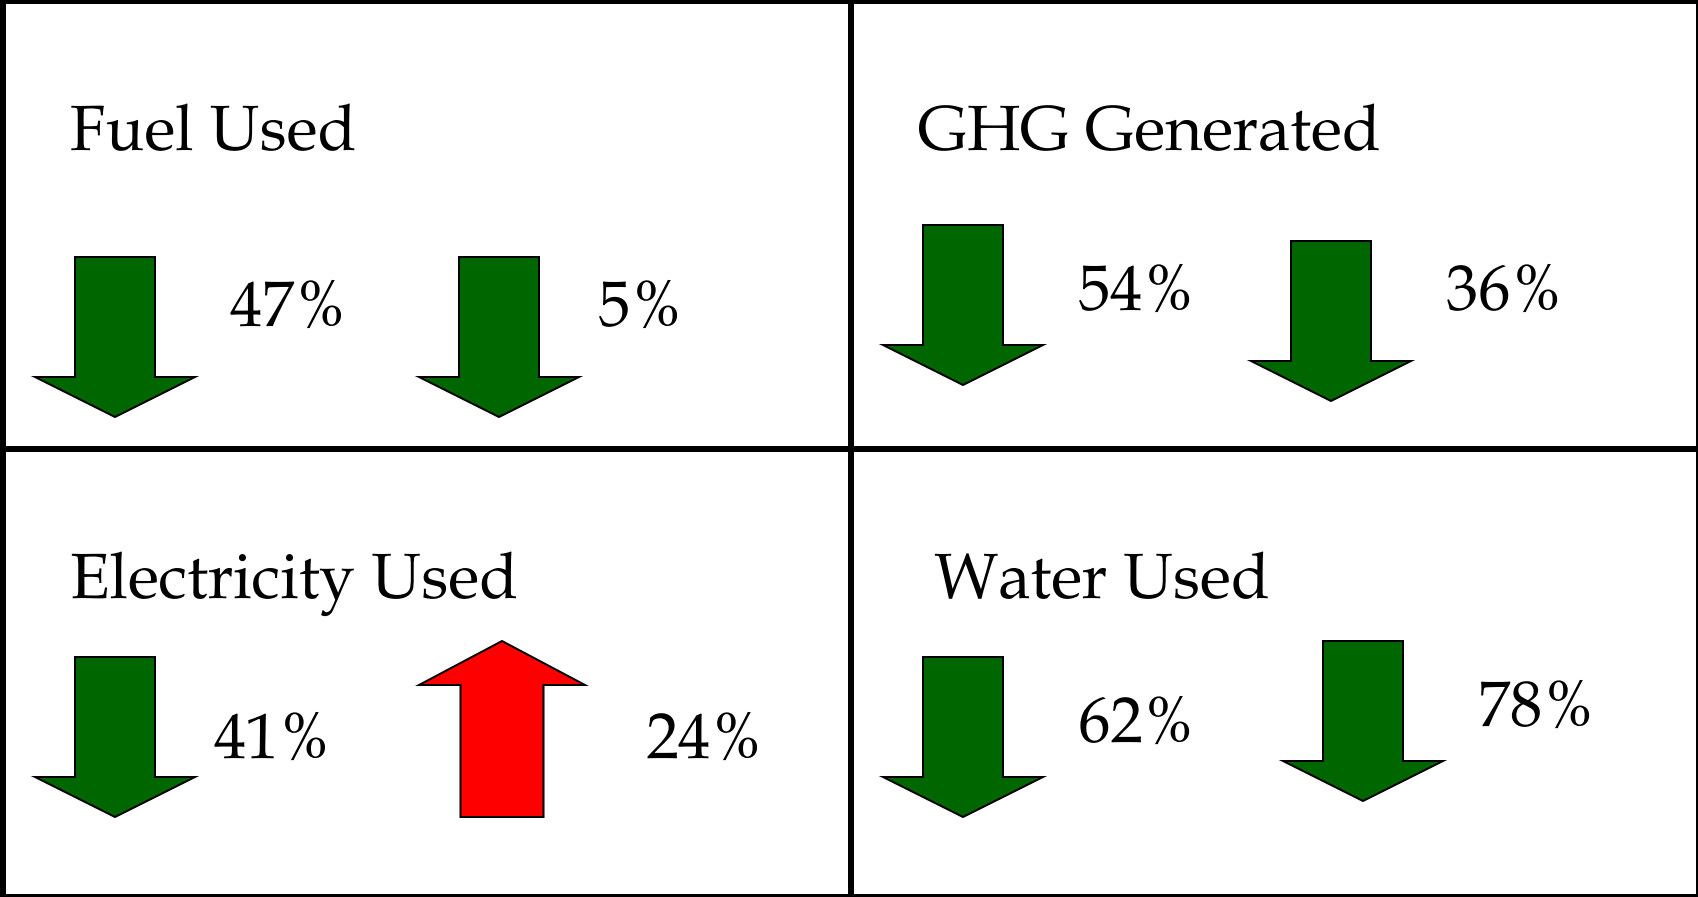 Fuel Used
47% 5%
GHG Generated
54% 36%
Electricity Used
41% 24%
Water Used
62% 78%